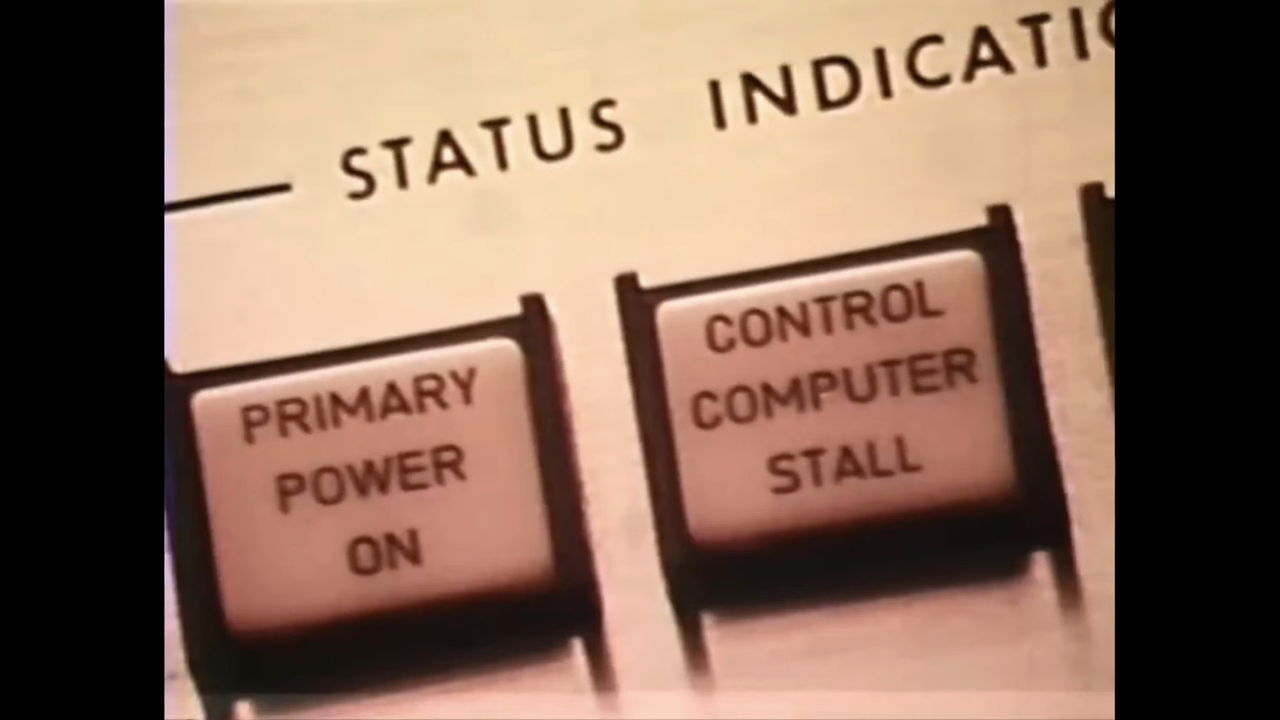 STATUS INDICATI
PRIMARY
POWER
ON
CONTROL
COMPUTER
STALL